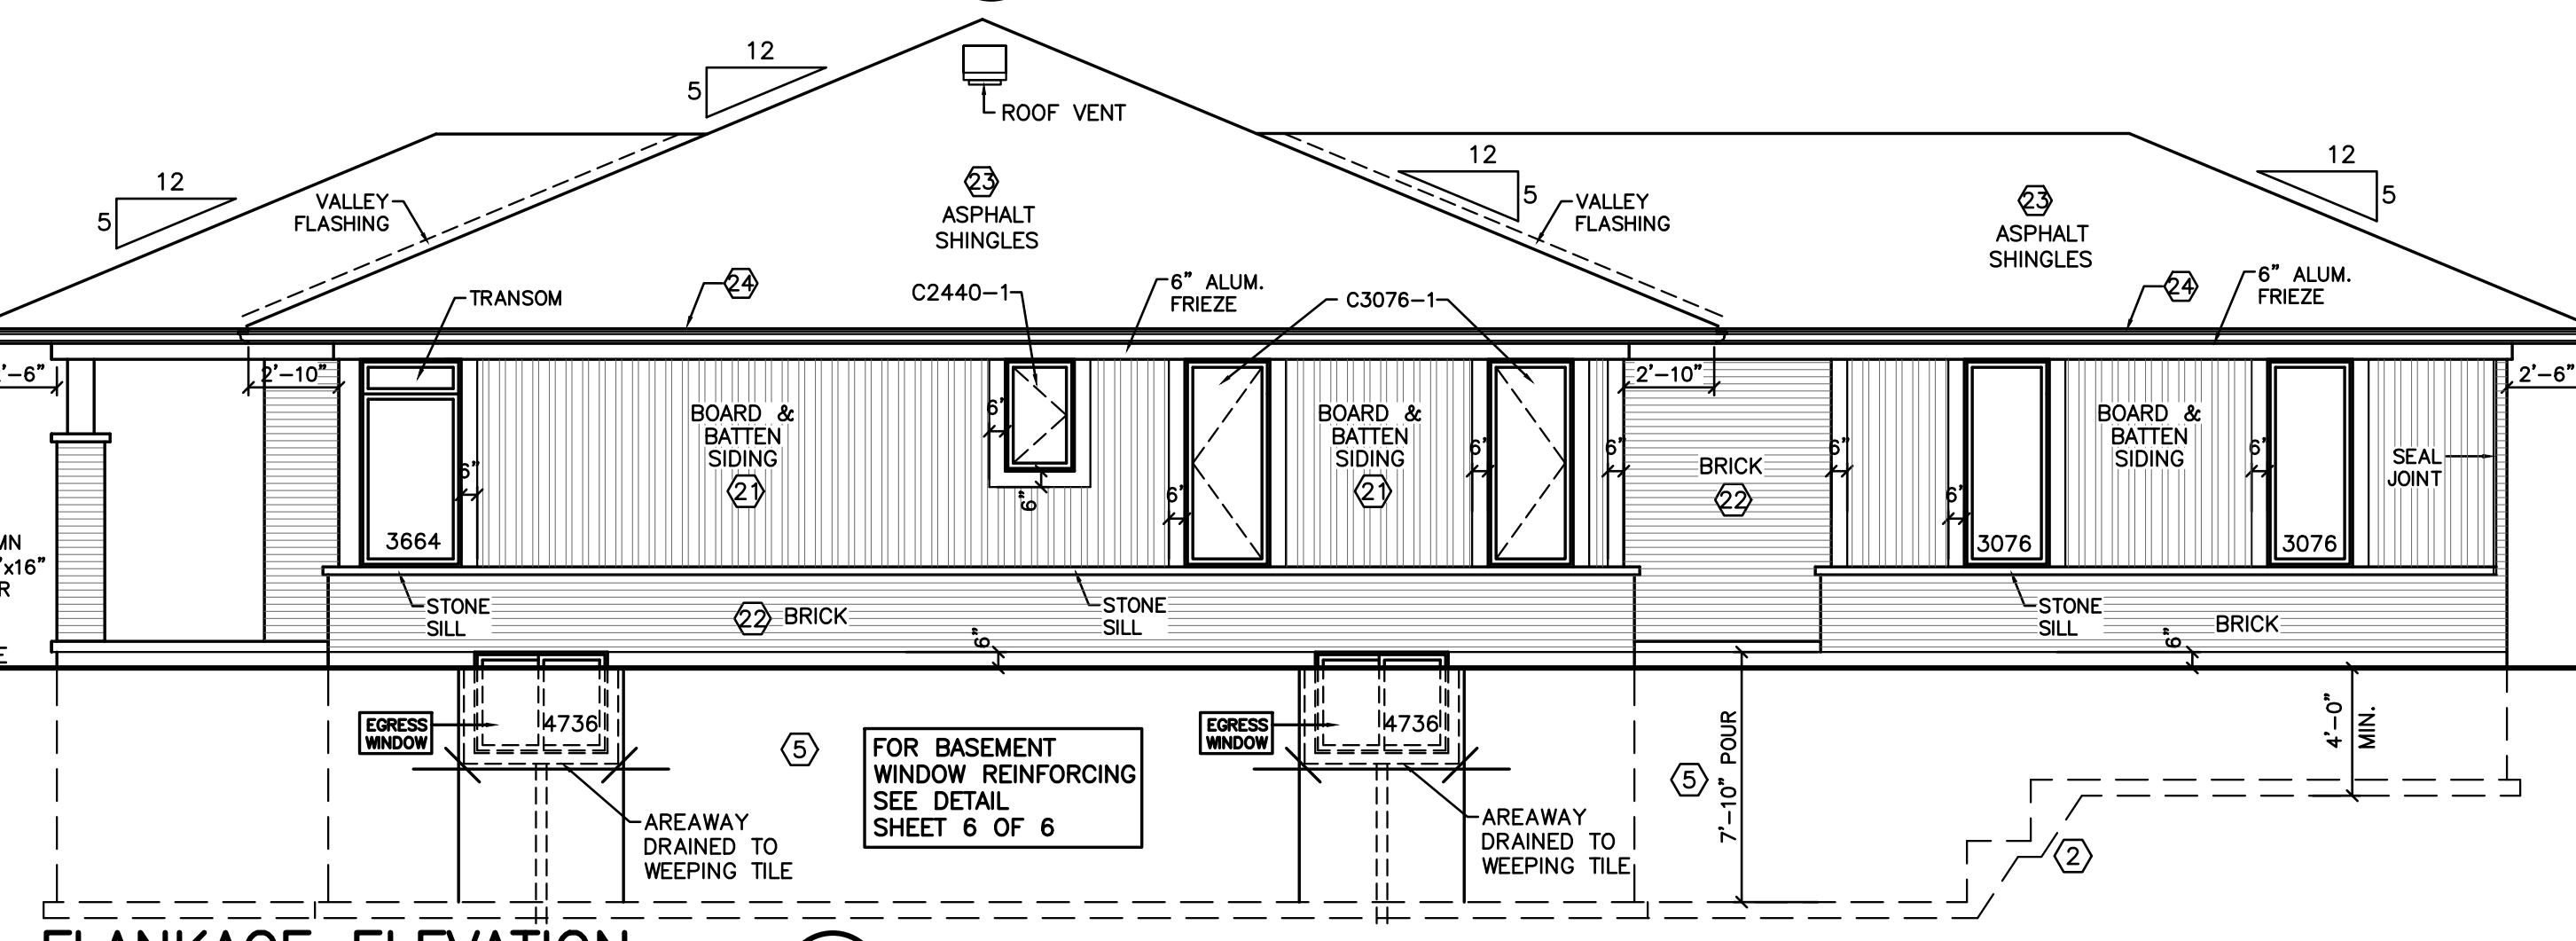 12
5
ROOF VENT
12
5
12
5
12
5
VALLEY
FLASHING
23
ASPHALT
SHINGLES
VALLEY
FLASHING
23
ASPHALT
SHINGLES
TRANSOM
24
C2440-1
6" ALUM.
FRIEZE
C3076-1
24
6" ALUM.
FRIEZE
'-6"
2'-10"
2'-10"
2'-6"
BOARD &
BATTEN
SIDING
21
6"
6'
6"
6'
BOARD &
BATTEN
SIDING
21
6'
6'
BRICK
22
6"
6'
BOARD &
BATTEN
SIDING
6'
SEAL
JOINT
3664
3076
3076
MN
'x16"
R
E
STONE
SILL
22 BRICK
STONE
SILL
6"
STONE
SILL
BRICK
6"
EGRESS
WINDOW
4736
5
FOR BASEMENT
WINDOW REINFORCING
SEE DETAIL
SHEET 6 OF 6
EGRESS
WINDOW
4736
5
7'-10" POUR
4'-0"
MIN.
AREAWAY
DRAINED TO
WEEPING TILE
AREAWAY
DRAINED TO
WEEPING TILE
2
FLANKAGE ELEVATION